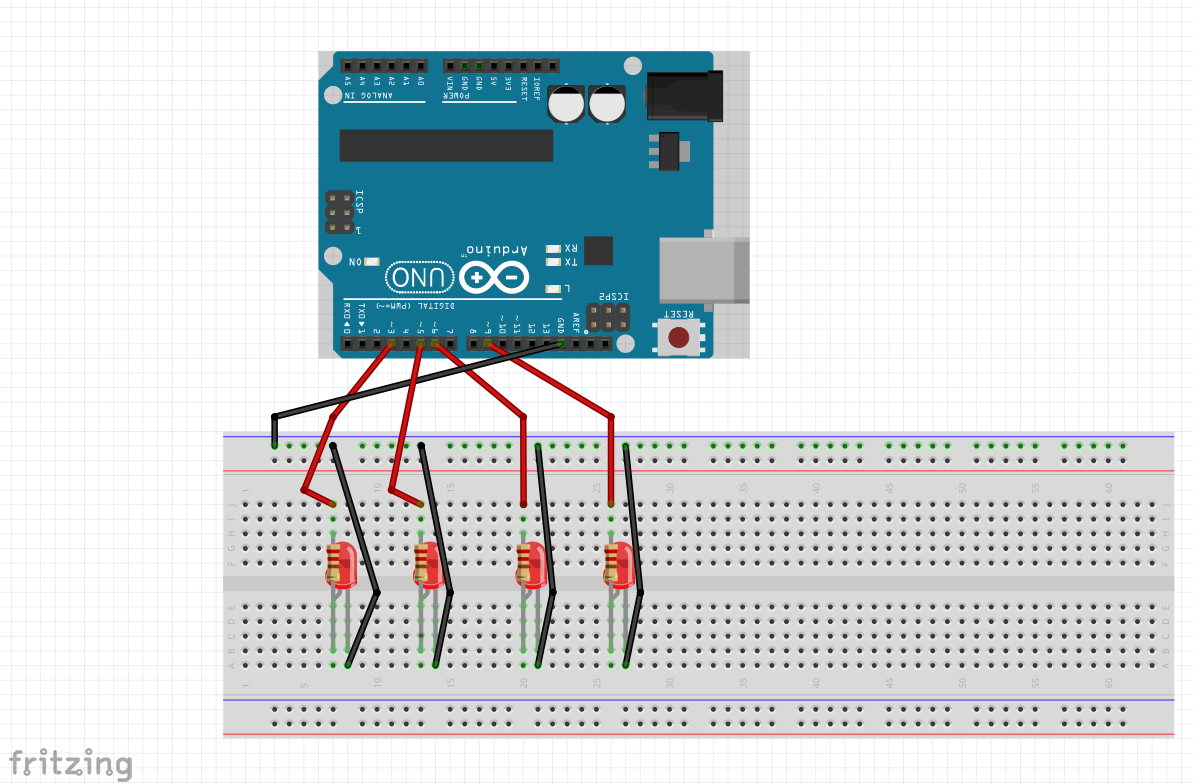 A5 A4 A3 A2 A1 A0 VIN GND GND 5V 3V3 RESET IOREF
ANALOG IN POWER
ICSP
1
Arduino
TM
RX
TX
ON
UNO
L
ICSP2
DIGITAL (PWM=~)
RESET
RX0◄0 TX0►1 2 ~3 4 ~5 ~6 7 8 ~9 ~10 ~11 12 13 GND AREF
1 10 15 25 30 35 40 45 50 55 60
J J
I I
H H
G G
F F
E E
D D
C C
B B
A A
1 5 10 15 20 25 30 35 40 45 50 55 60
fritzing